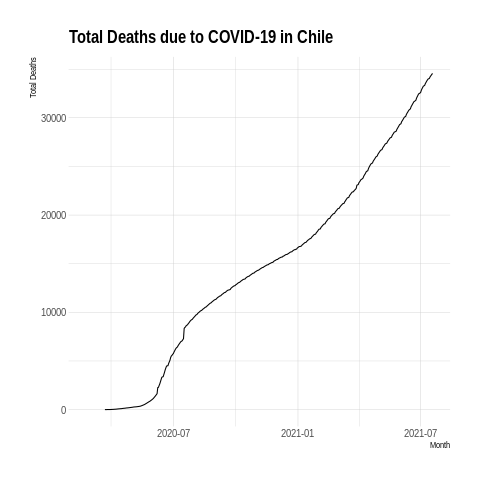 Total Deaths due to COVID-19 in Chile
Total Deaths
30000
20000
10000
0
2020-07 2021-01 2021-07
Month